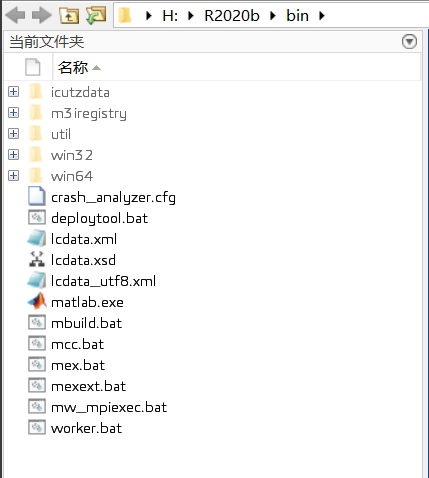 H: R2020b bin
当前文件夹
名称
icutzdata
m3iregistry
util
win32
win64
crash_analyzer.cfg
deploytool.bat
lcdata.xml
lcdata.xsd
lcdata_utf8.xml
matlab.exe
mbuild.bat
mcc.bat
mex.bat
mexext.bat
mw_mpiexec.bat
worker.bat